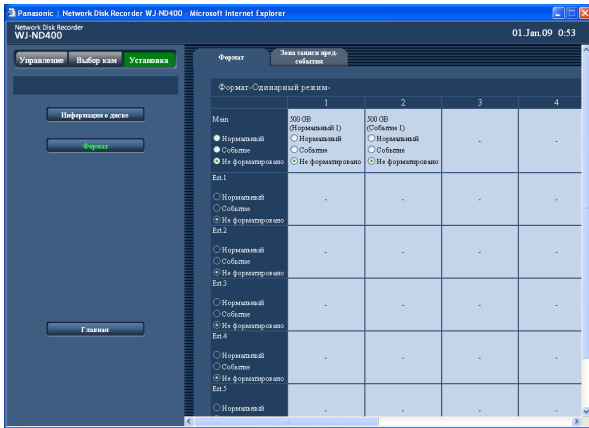 Panasonic | Network Disk Recorder WJ-ND400 - Microsoft Internet Explorer
Network Disk Recorder
WJ-ND400
01.Jan.09 0:53
Управление Выбор кам Установка
Формат
Зона записи пред-
события
Информация о диске
Формат
Главная
Формат-Одинарный режим-
1 2 3 4
Main
500 GB
(Нормальный 1)
500 GB
(Событие 1)
Нормальный Нормальный Нормальный - -
Событие Событие Событие
Не форматировано Не форматировано Не форматировано
Ext.1
Нормальный - - - -
Событие
Не форматировано
Ext.2
Нормальный - - - -
Событие
Не форматировано
Ext.3
Нормальный - - - -
Событие
Не форматировано
Ext.4
Нормальный - - - -
Событие
Не форматировано
Ext.5
Нормальный - - - -